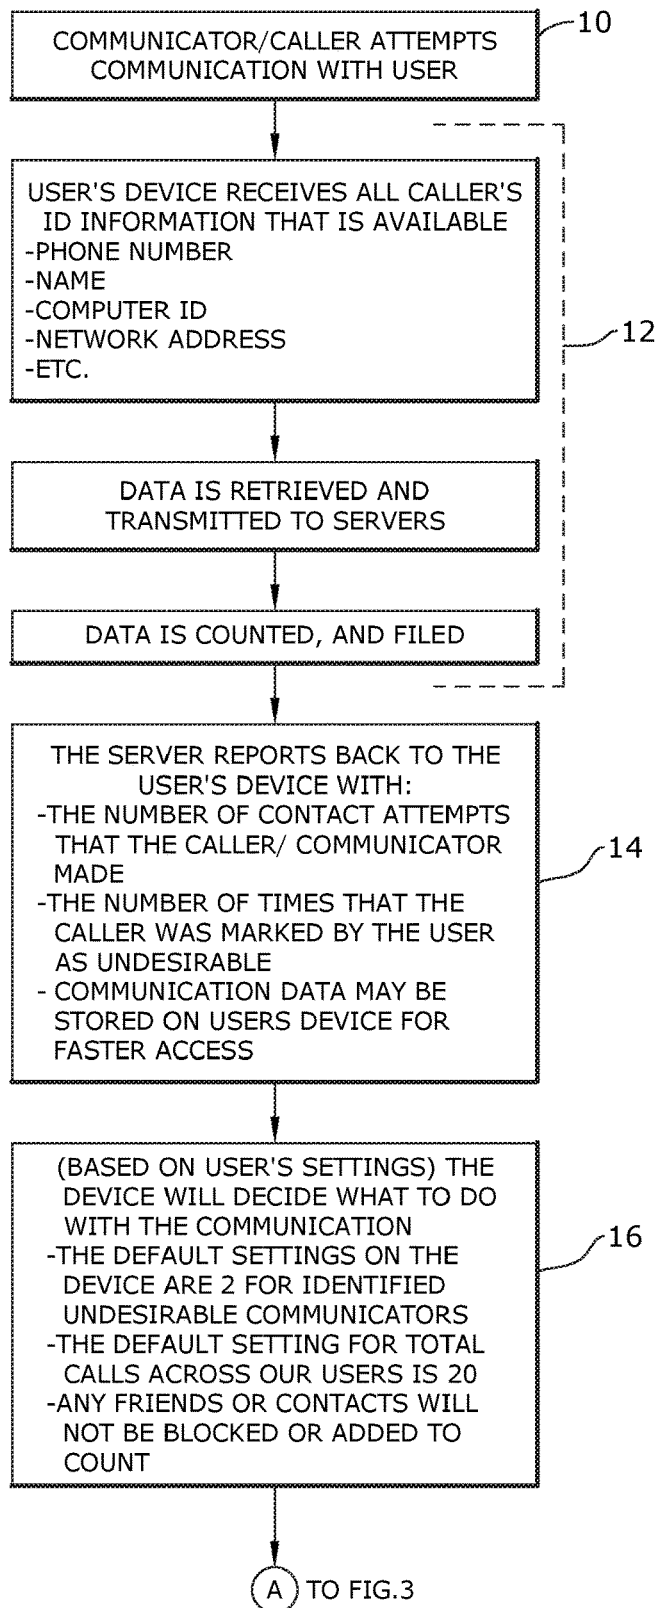 10
COMMUNICATOR/CALLER ATTEMPTS
COMMUNICATION WITH USER
USER'S DEVICE RECEIVES ALL CALLER'S
ID INFORMATION THAT IS AVAILABLE
-PHONE NUMBER
-NAME
-COMPUTER ID
-NETWORK ADDRESS
-ETC.
12
DATA IS RETRIEVED AND
TRANSMITTED TO SERVERS
DATA IS COUNTED, AND FILED
THE SERVER REPORTS BACK TO THE
USER'S DEVICE WITH:
-THE NUMBER OF CONTACT ATTEMPTS
THAT THE CALLER/ COMMUNICATOR
MADE
-THE NUMBER OF TIMES THAT THE
CALLER WAS MARKED BY THE USER
AS UNDESIRABLE
- COMMUNICATION DATA MAY BE
STORED ON USERS DEVICE FOR
FASTER ACCESS
14
(BASED ON USER'S SETTINGS) THE
DEVICE WILL DECIDE WHAT TO DO
WITH THE COMMUNICATION
-THE DEFAULT SETTINGS ON THE
DEVICE ARE 2 FOR IDENTIFIED
UNDESIRABLE COMMUNICATORS
-THE DEFAULT SETTING FOR TOTAL
CALLS ACROSS OUR USERS IS 20
-ANY FRIENDS OR CONTACTS WILL
NOT BE BLOCKED OR ADDED TO
COUNT
16
A TO FIG.3